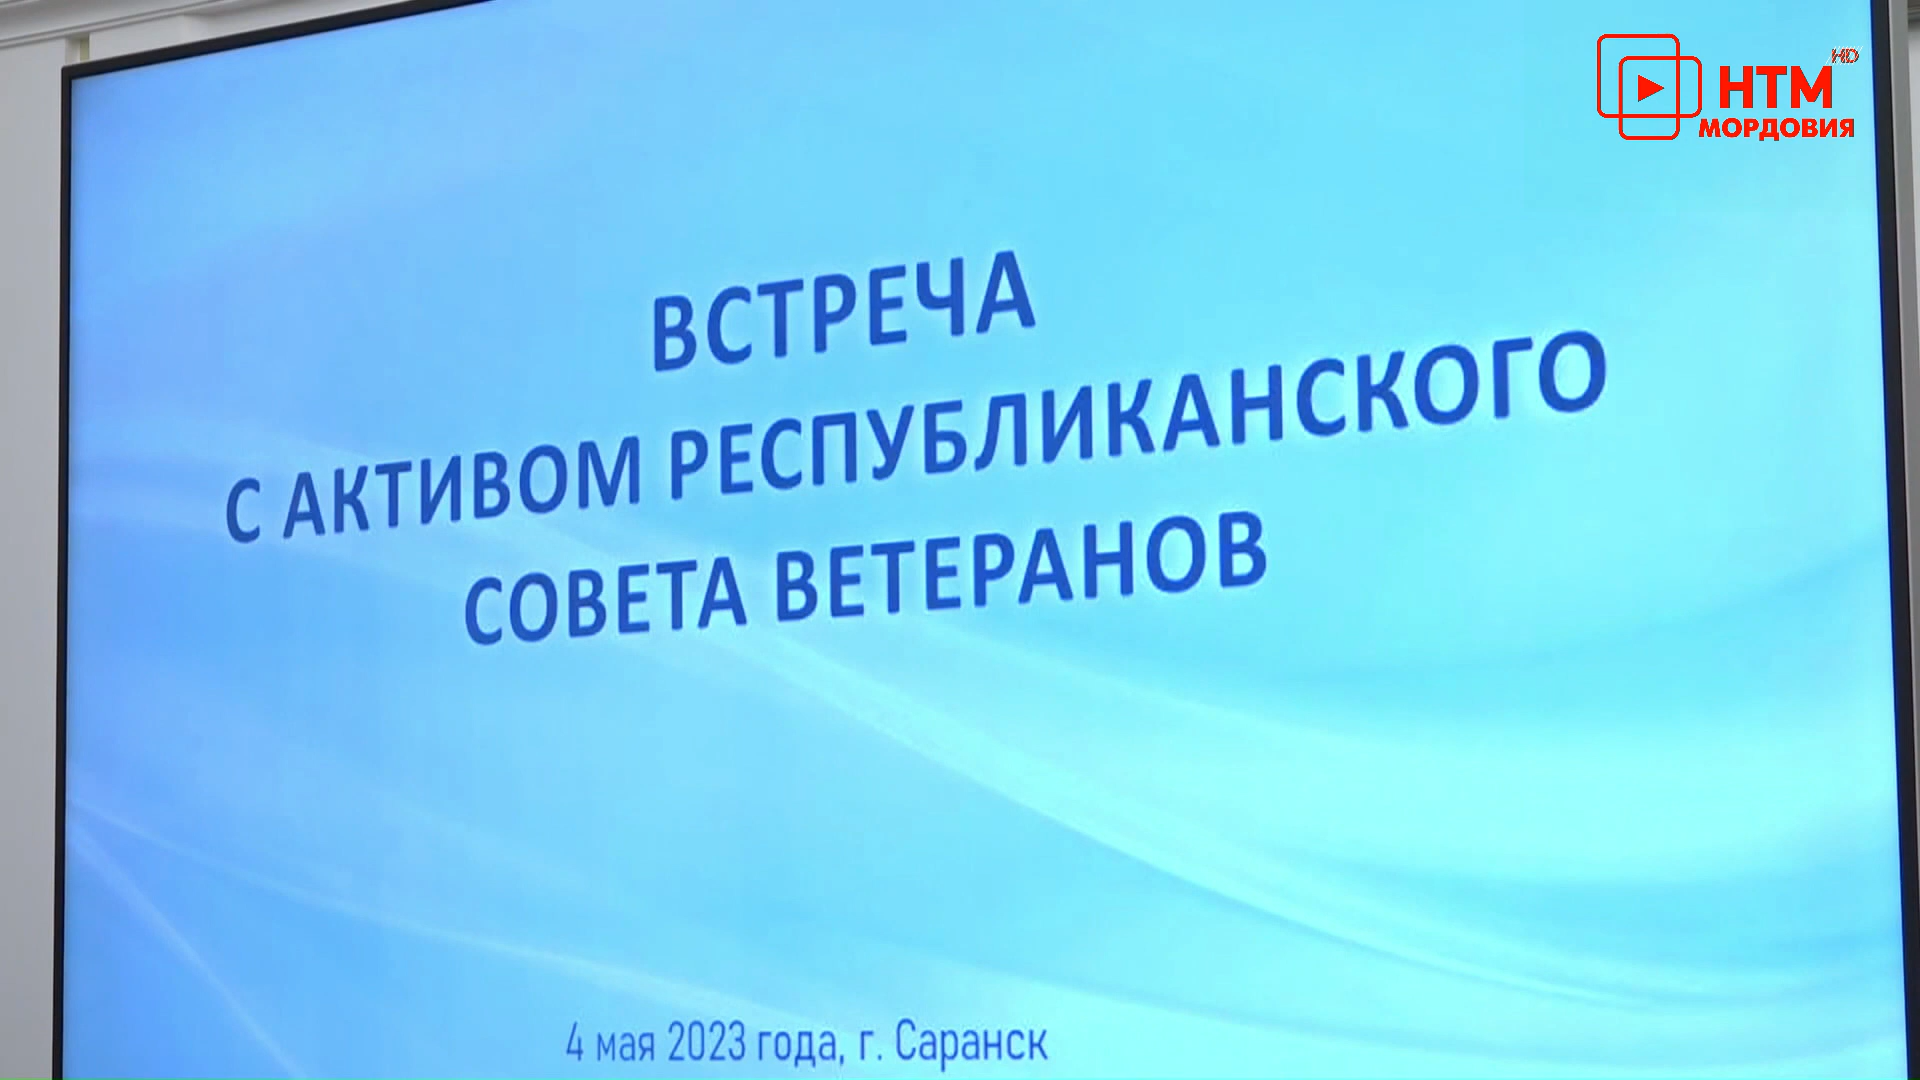 НТМ HD
МОРДОВИЯ
ВСТРЕЧА
С АКТИВОМ РЕСПУБЛИКАНСКОГО
СОВЕТА ВЕТЕРАНОВ
4 мая 2023 года, г. Саранск